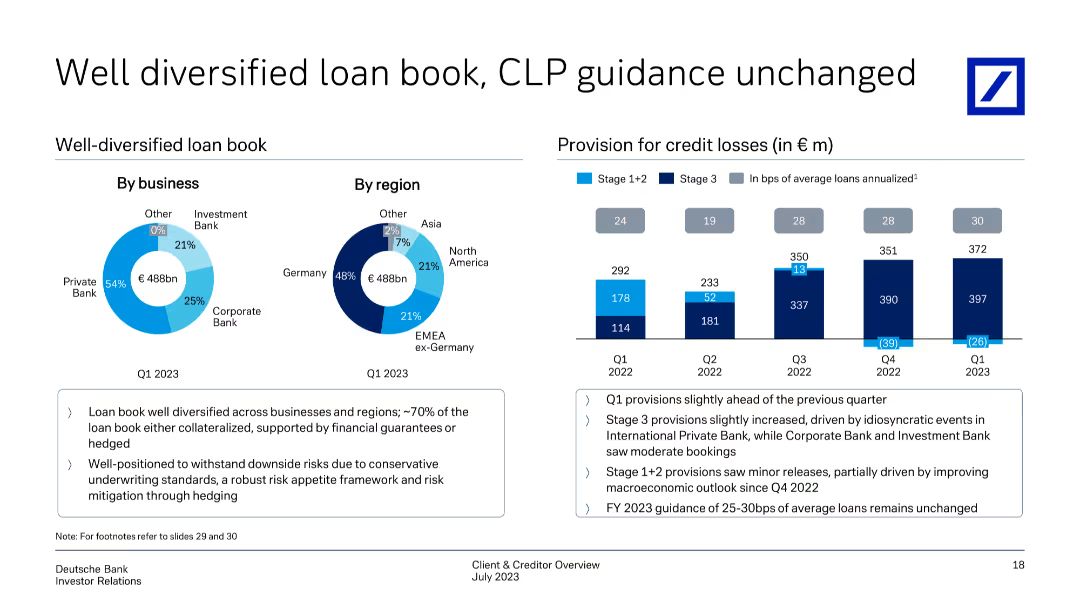 Well diversified loan book, CLP guidance unchanged
Well-diversified loan book
By business
Other
Investment
Bank
0%
21%
Private
Bank
54%
€ 488bn
25%
Corporate
Bank
Q1 2023
By region
Other
Asia
2%
7%
North
America
21%
Germany
48%
€ 488bn
21%
EMEA
ex-Germany
Q1 2023
〉 Loan book well diversified across businesses and regions; ~70% of the
loan book either collateralized, supported by financial guarantees or
hedged
〉 Well-positioned to withstand downside risks due to conservative
underwriting standards, a robust risk appetite framework and risk
mitigation through hedging
Provision for credit losses (in € m)
Stage 1+2 Stage 3 In bps of average loans annualized¹
24 19 28 28 30
292 233 350 351 372
178 52 13
114 181 337 390 397
(39) (26)
Q1 Q2 Q3 Q4 Q1
2022 2022 2022 2022 2023
〉 Q1 provisions slightly ahead of the previous quarter
〉 Stage 3 provisions slightly increased, driven by idiosyncratic events in
International Private Bank, while Corporate Bank and Investment Bank
saw moderate bookings
〉 Stage 1+2 provisions saw minor releases, partially driven by improving
macroeconomic outlook since Q4 2022
〉 FY 2023 guidance of 25-30bps of average loans remains unchanged
Note: For footnotes refer to slides 29 and 30
Deutsche Bank
Investor Relations
Client & Creditor Overview
July 2023
18